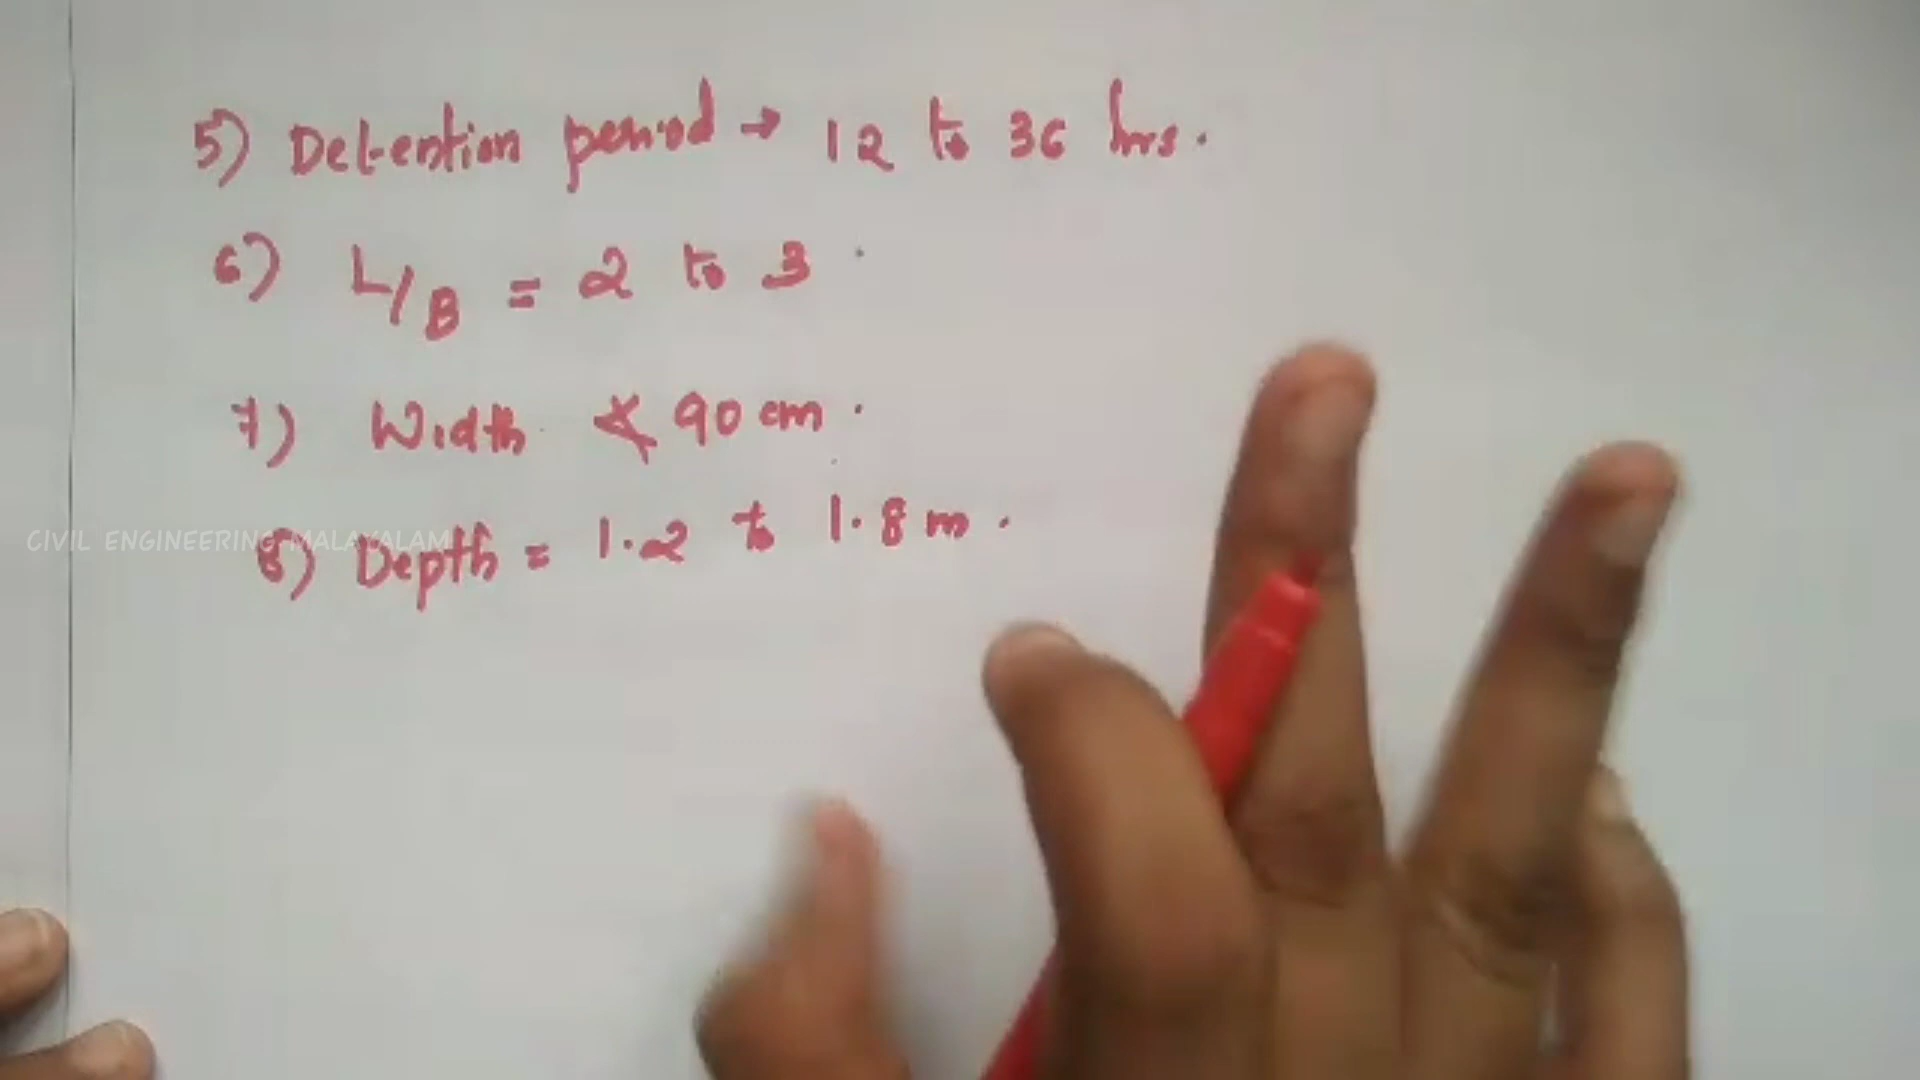 5) Detention period → 12 to 36 hrs.
6) L/B = 2 to 3
7) Width ≮ 90 cm.
CIVIL ENGINEERING MALAYALAM
8) Depth = 1.2 to 1.8 m.